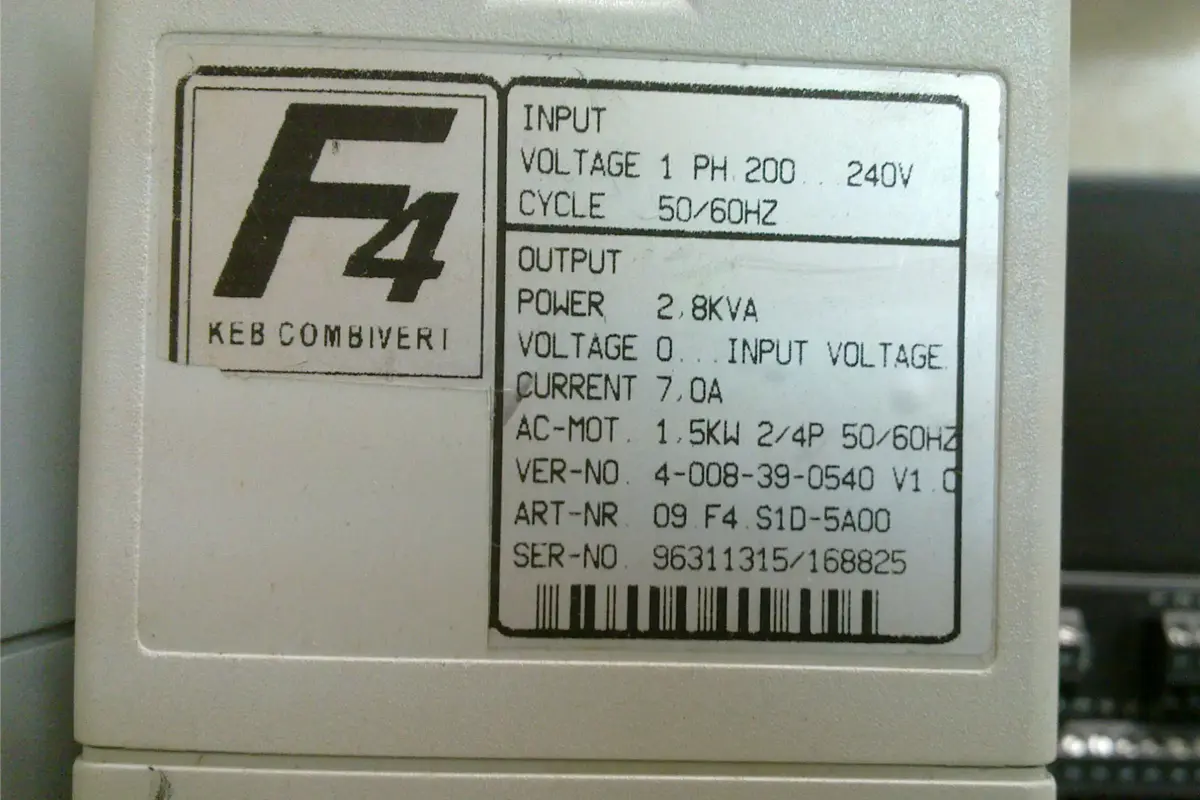 F4
KEB COMBIVERT
INPUT
VOLTAGE 1 PH 200... 240V
CYCLE 50/60HZ
OUTPUT
POWER 2,8KVA
VOLTAGE 0... INPUT VOLTAGE
CURRENT 7,0A
AC-MOT. 1,5KW 2/4P 50/60HZ
VER-NO. 4-008-39-0540 V1.0
ART-NR. 09.F4.S1D-5A00
SER-NO. 96311315/168825